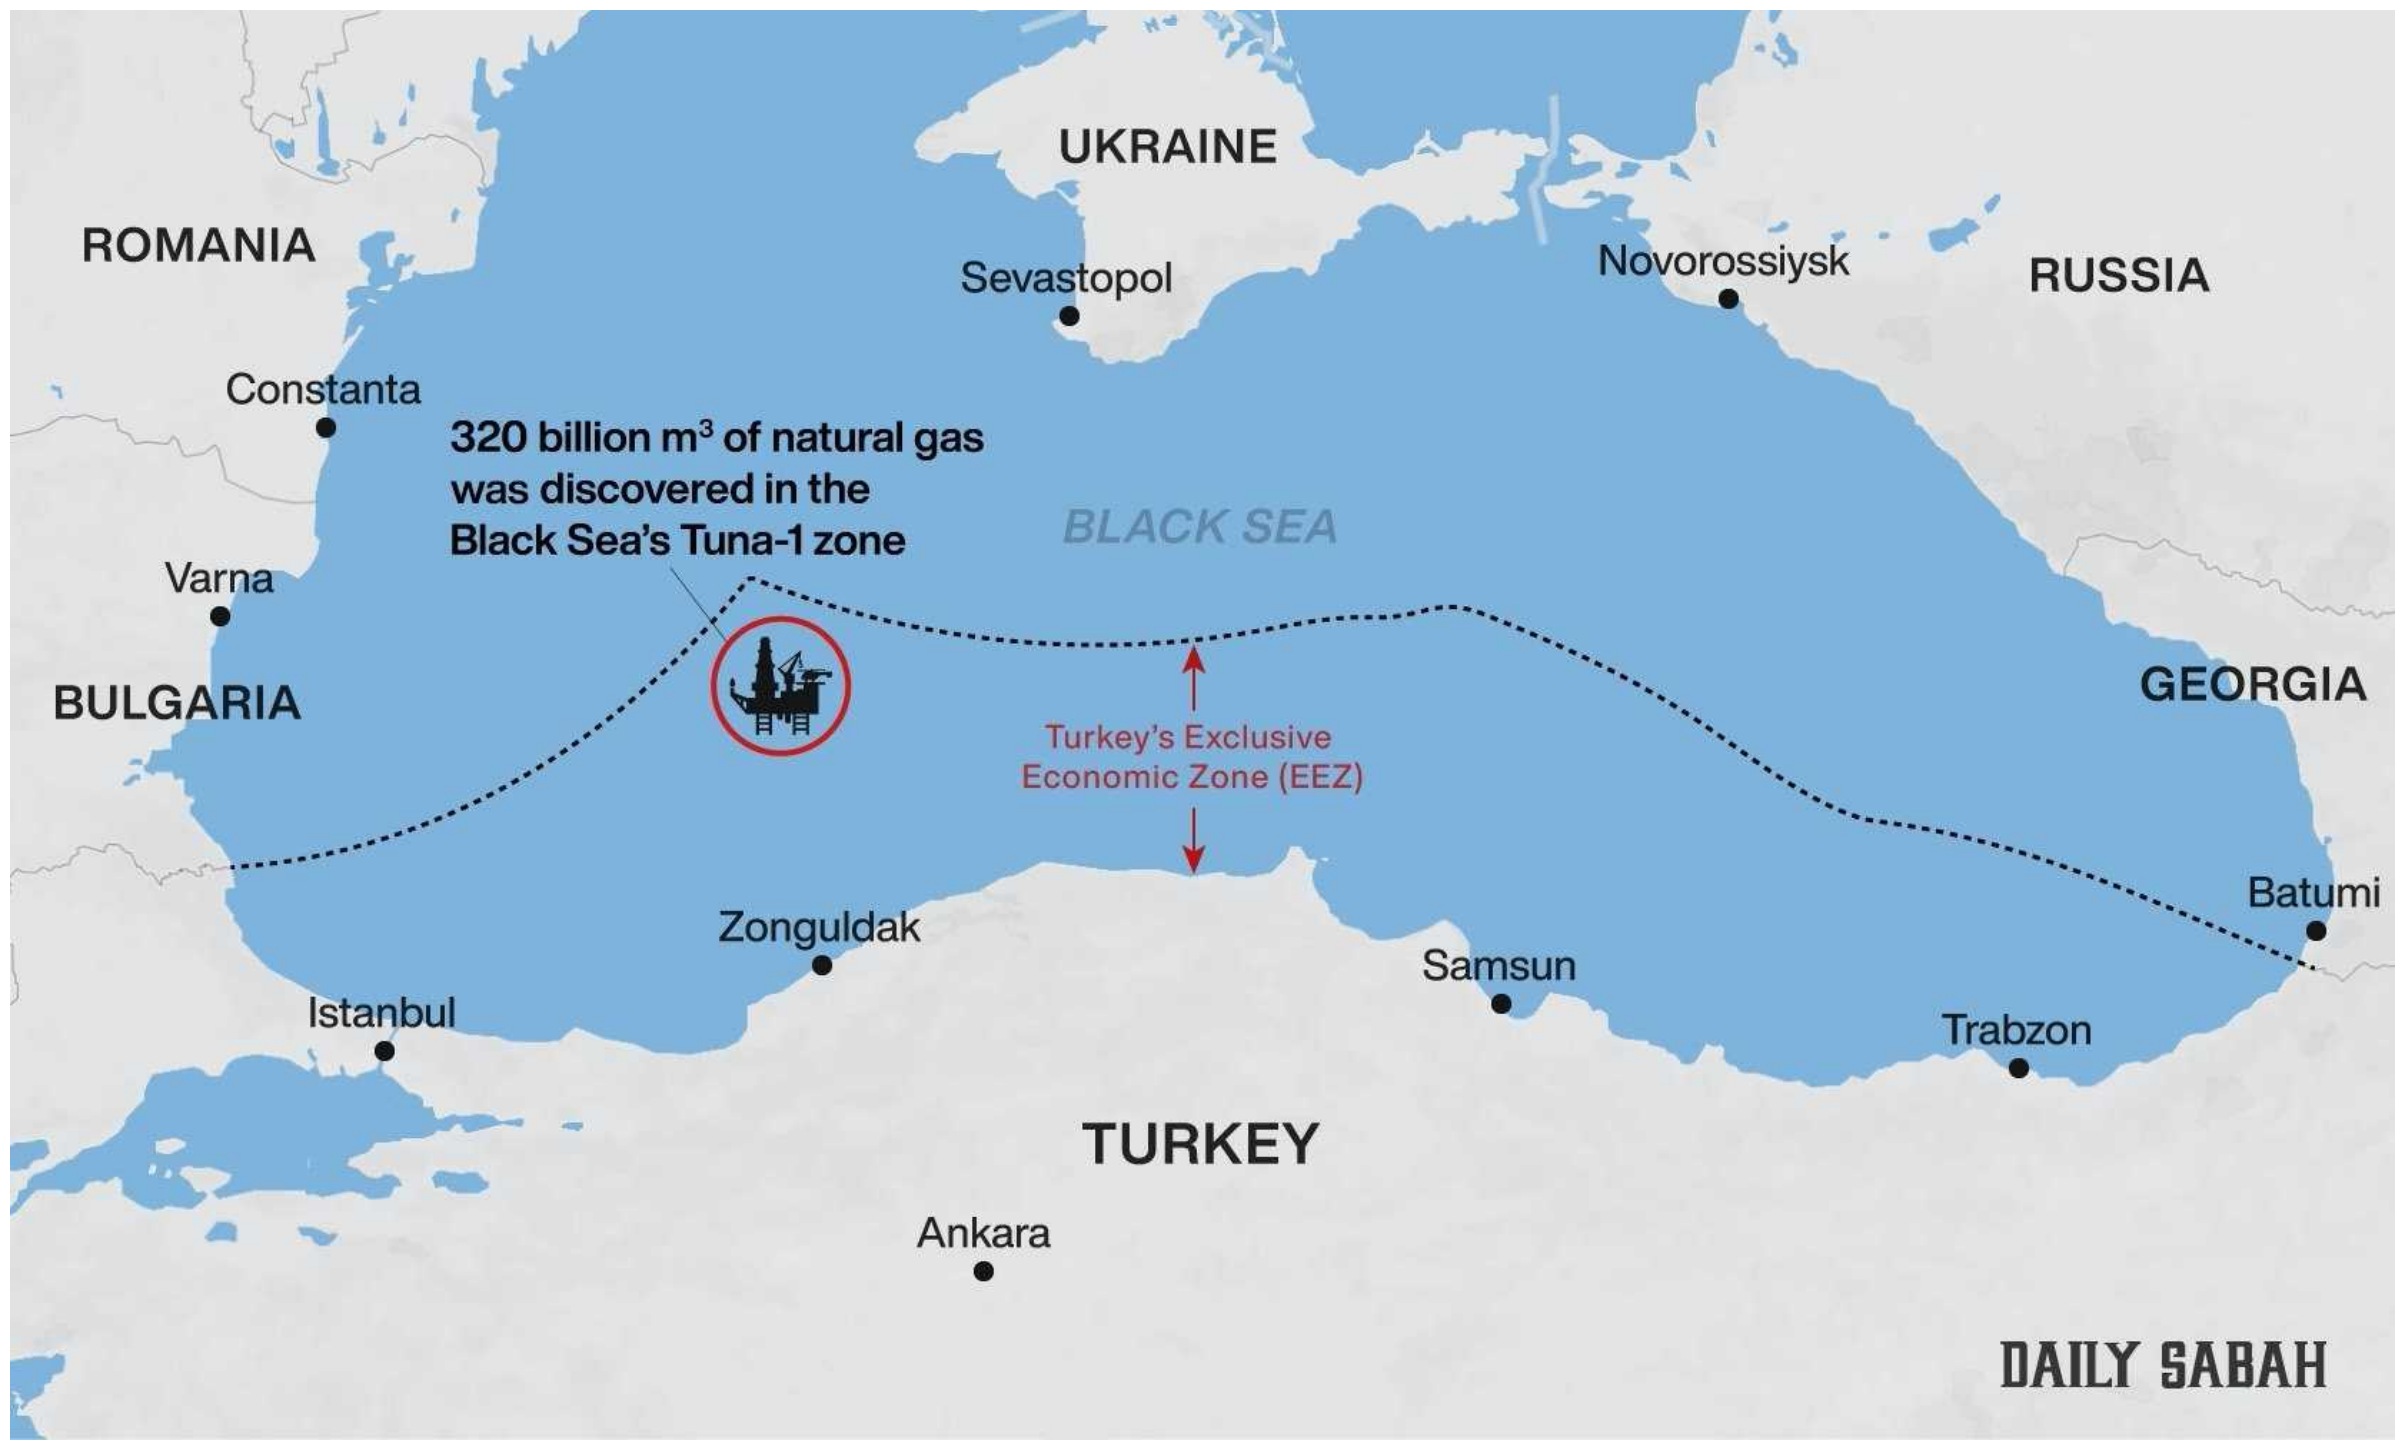 UKRAINE
ROMANIA
Sevastopol
Novorossiysk
RUSSIA
Constanta
320 billion m³ of natural gas
was discovered in the
Black Sea's Tuna-1 zone
BLACK SEA
Varna
BULGARIA
GEORGIA
Turkey's Exclusive
Economic Zone (EEZ)
Batumi
Zonguldak
Samsun
Istanbul
Trabzon
TURKEY
Ankara
DAILY SABAH